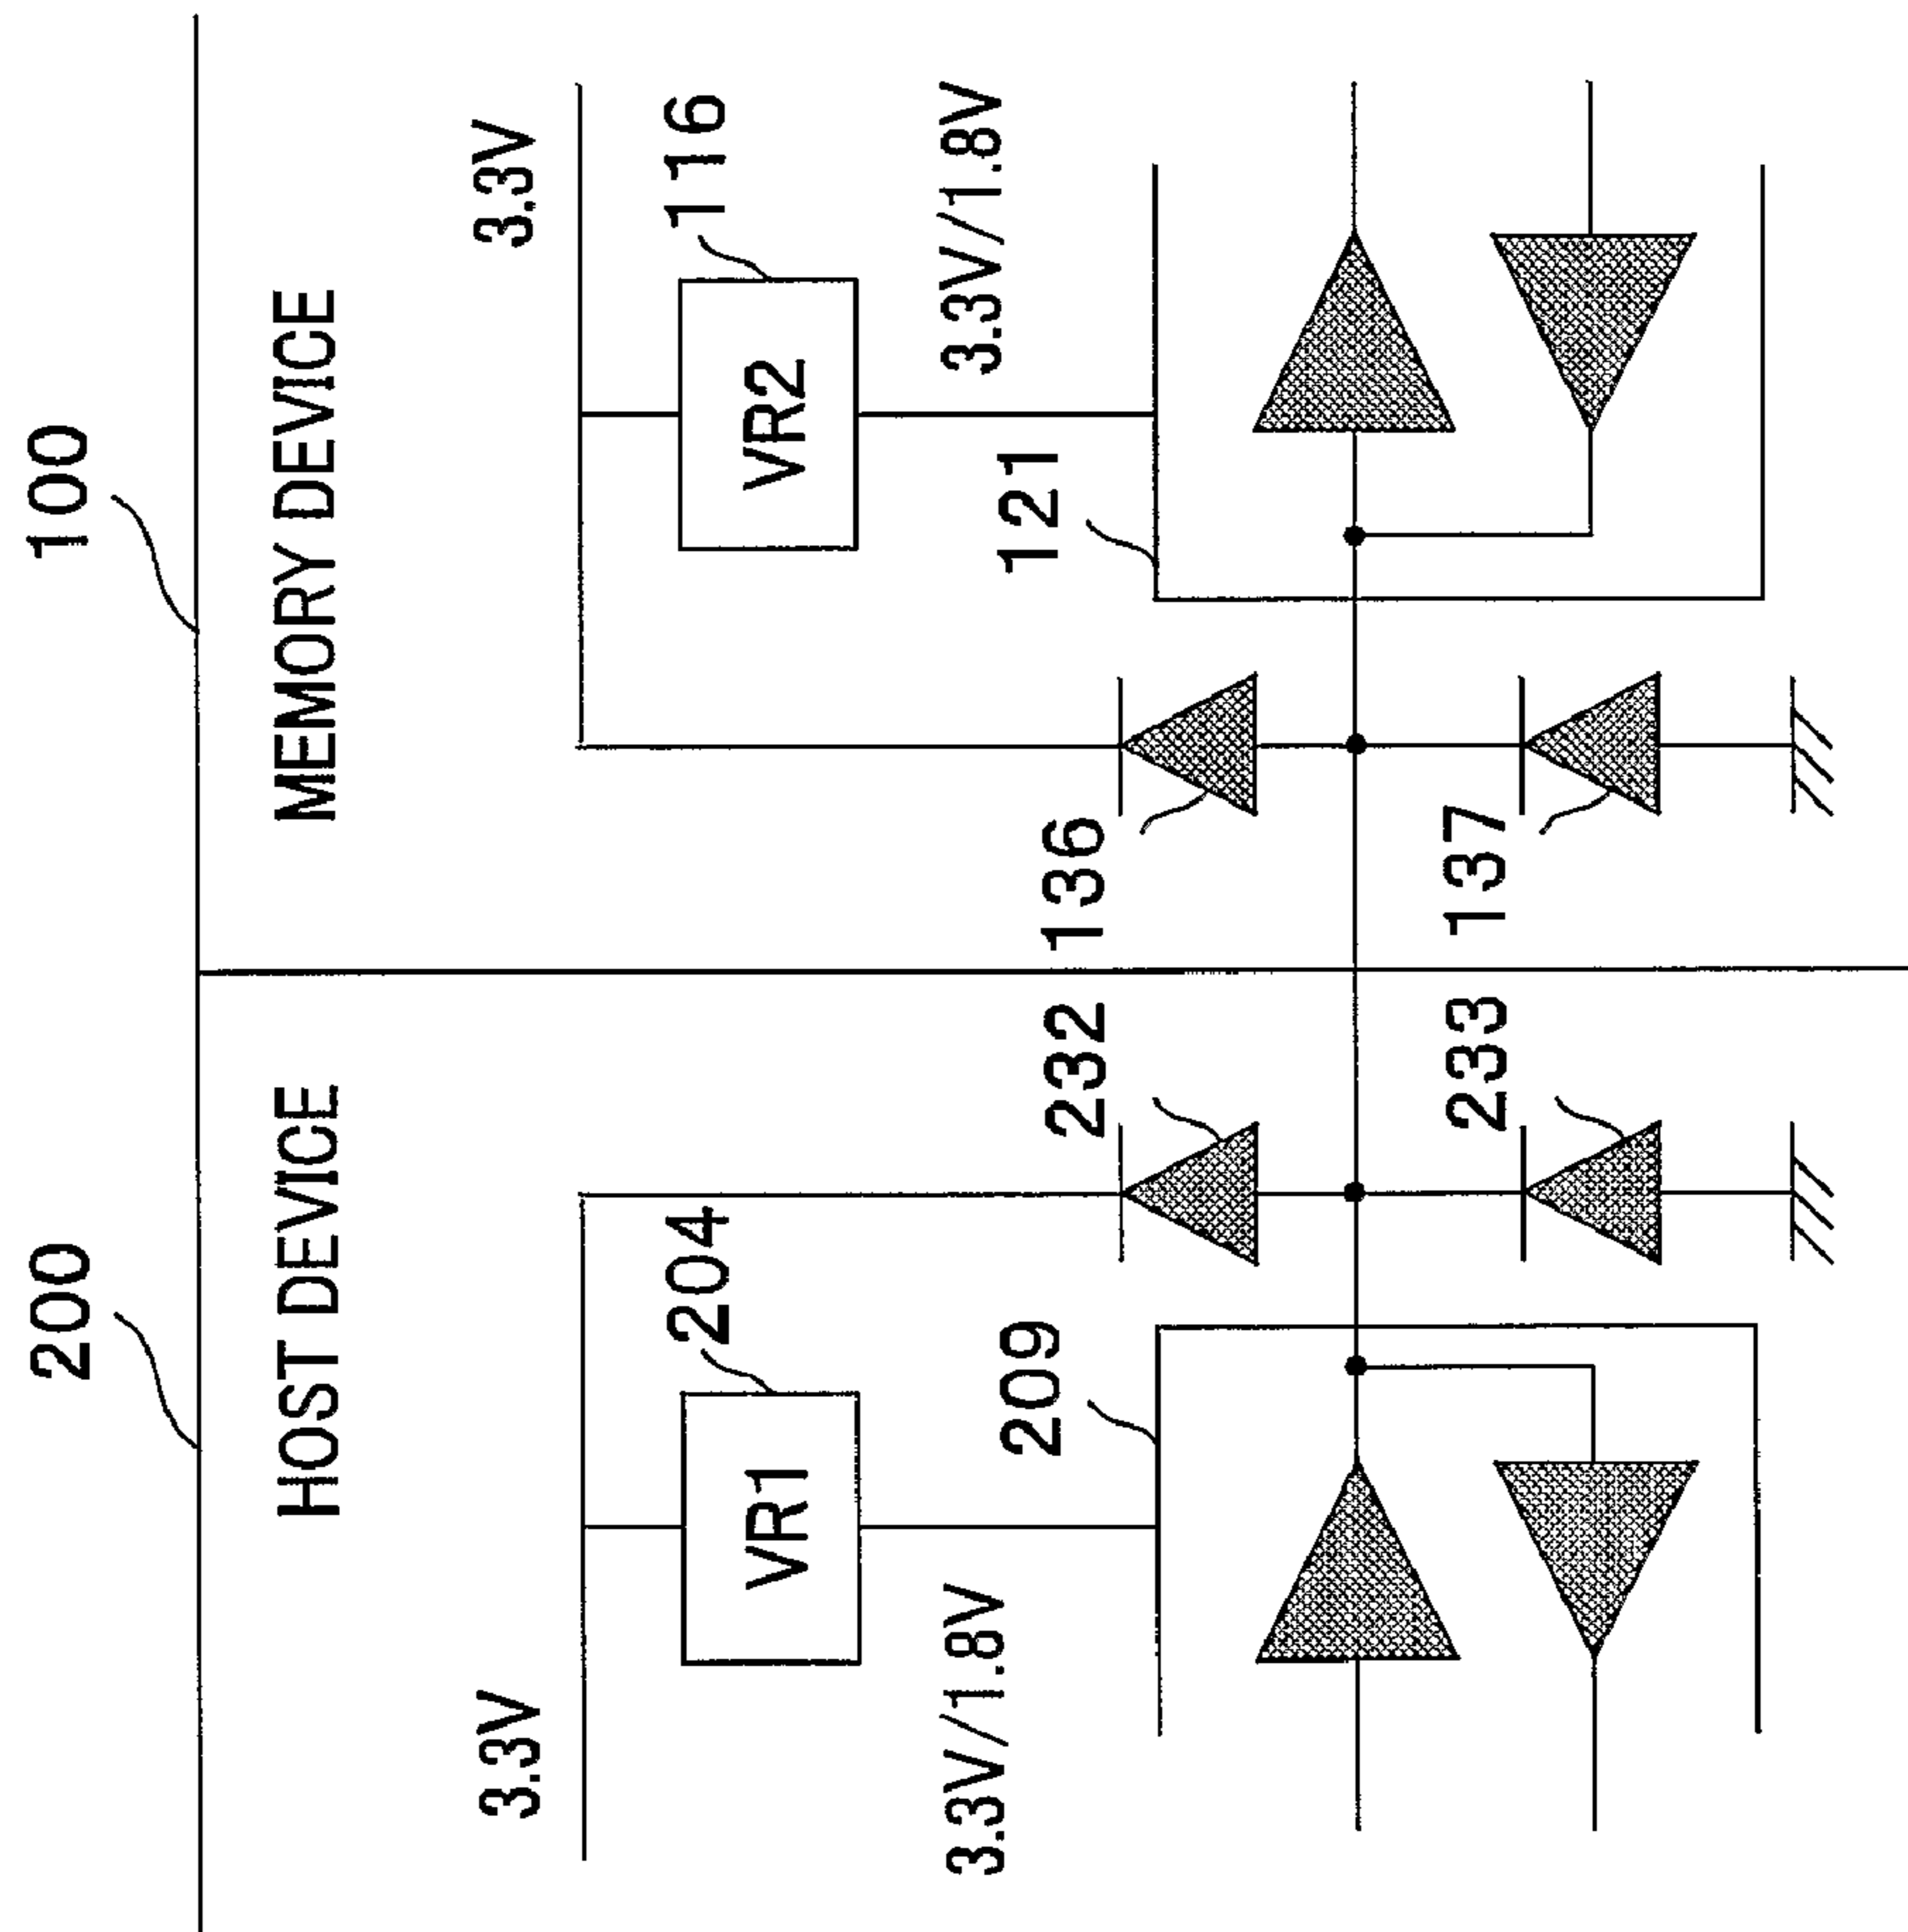 200
100
HOST DEVICE
MEMORY DEVICE
3.3V
3.3V
VR1
204
VR2
116
3.3V/1.8V
209
232
136
121
3.3V/1.8V
233
137